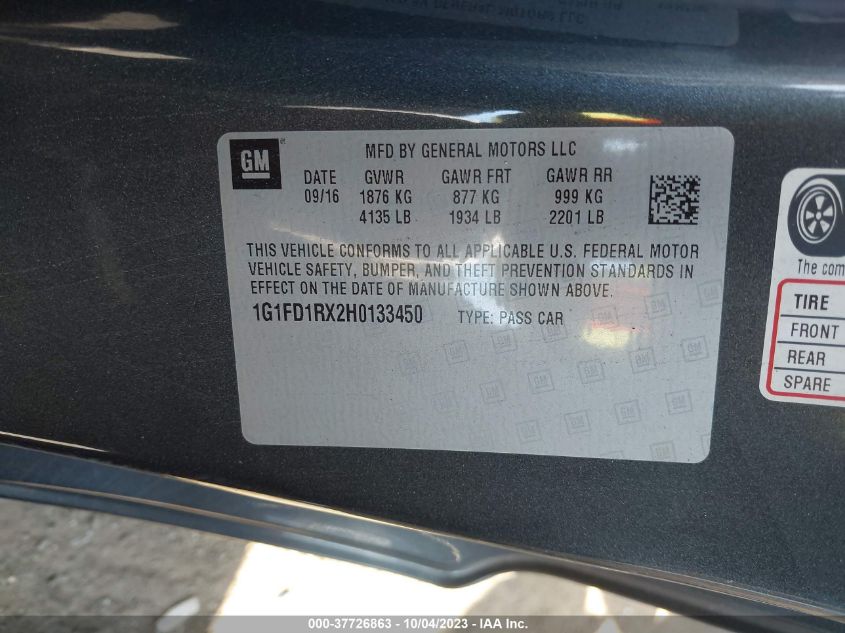 GM
MFD BY GENERAL MOTORS LLC
DATE GVWR GAWR FRT GAWR RR
09/16 1876 KG 877 KG 999 KG
4135 LB 1934 LB 2201 LB
THIS VEHICLE CONFORMS TO ALL APPLICABLE U.S. FEDERAL MOTOR
VEHICLE SAFETY, BUMPER, AND THEFT PREVENTION STANDARDS IN
EFFECT ON THE DATE OF MANUFACTURE SHOWN ABOVE.
1G1FD1RX2H0133450 TYPE: PASS CAR
The com
TIRE
FRONT
REAR
SPARE
000-37726863 - 10/04/2023 - IAA Inc.